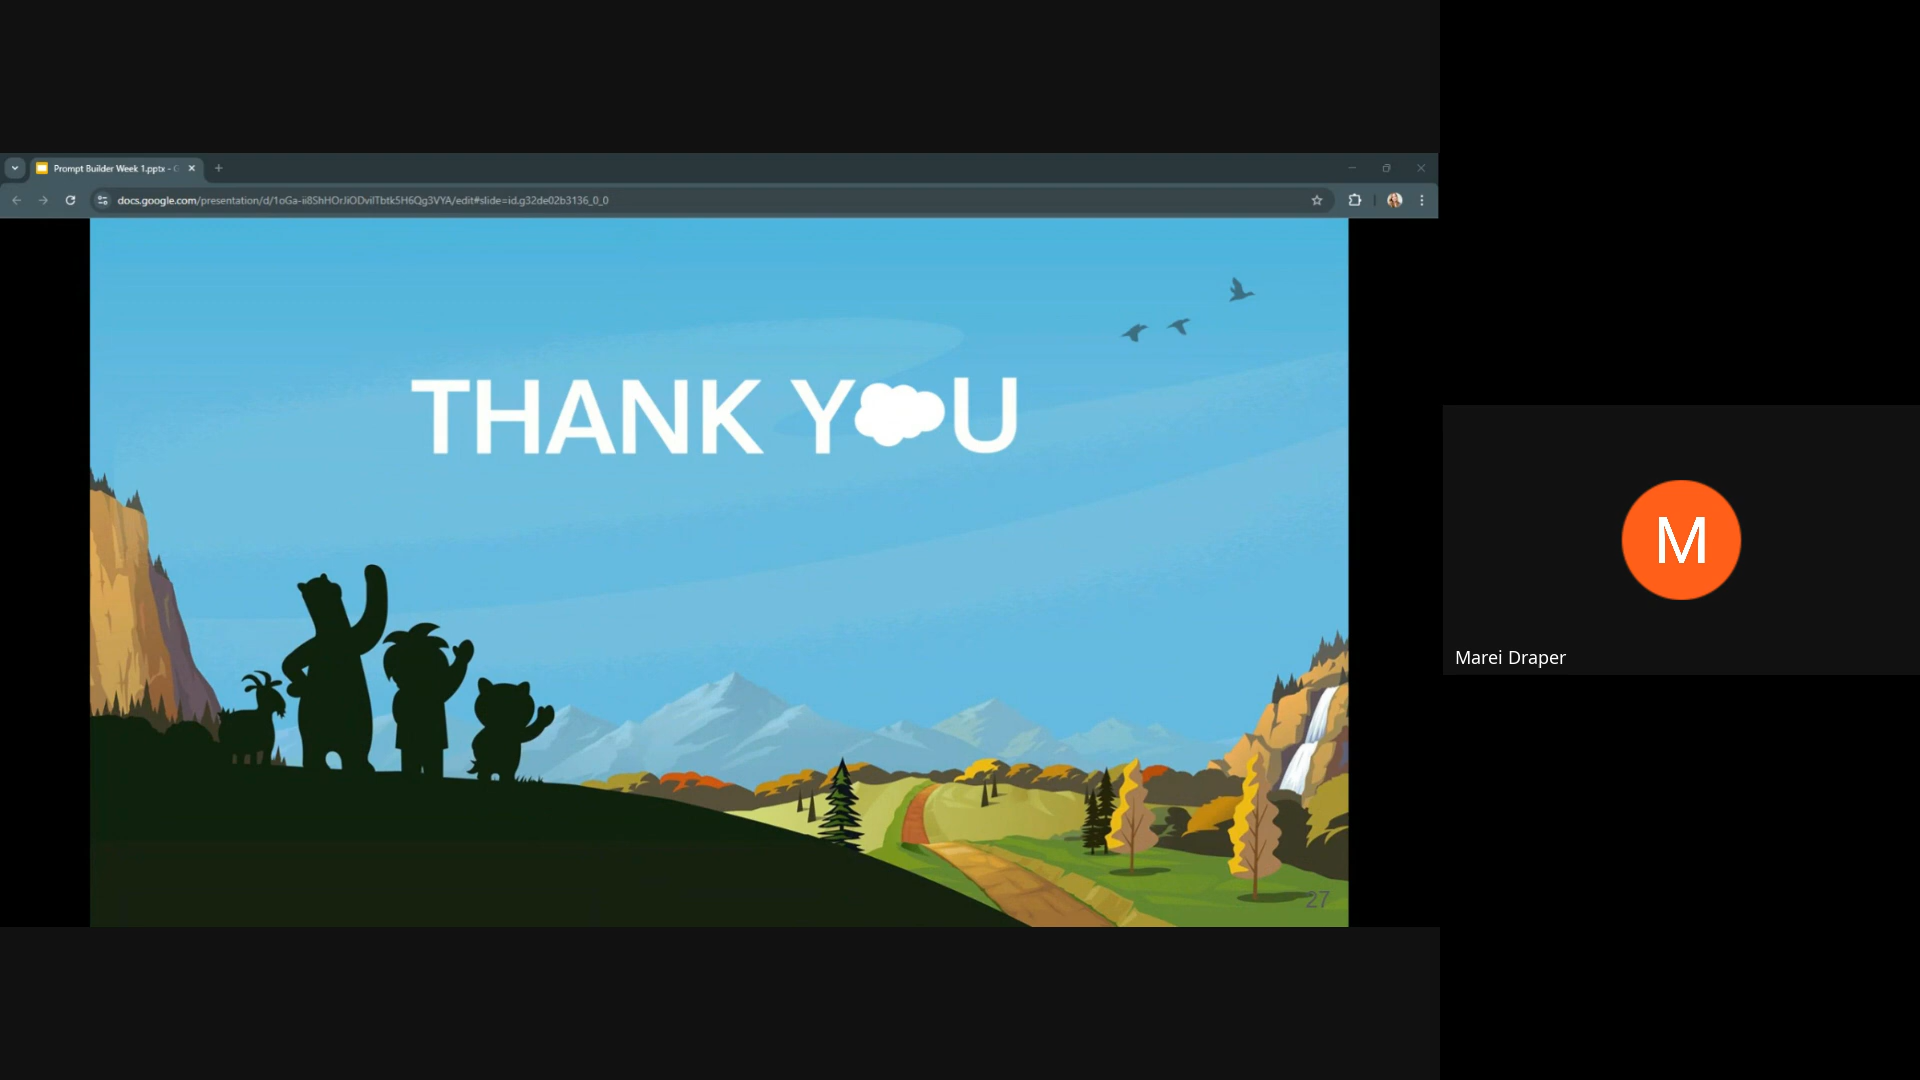 Prompt Builder Week 1.pptx - G
docs.google.com/presentation/d/1oGa-ii8ShHOrJiODvilTbtk5H6Qg3VYA/edit#slide=id.g32de02b3136_0_0
THANK Y U
27
M
Marei Draper